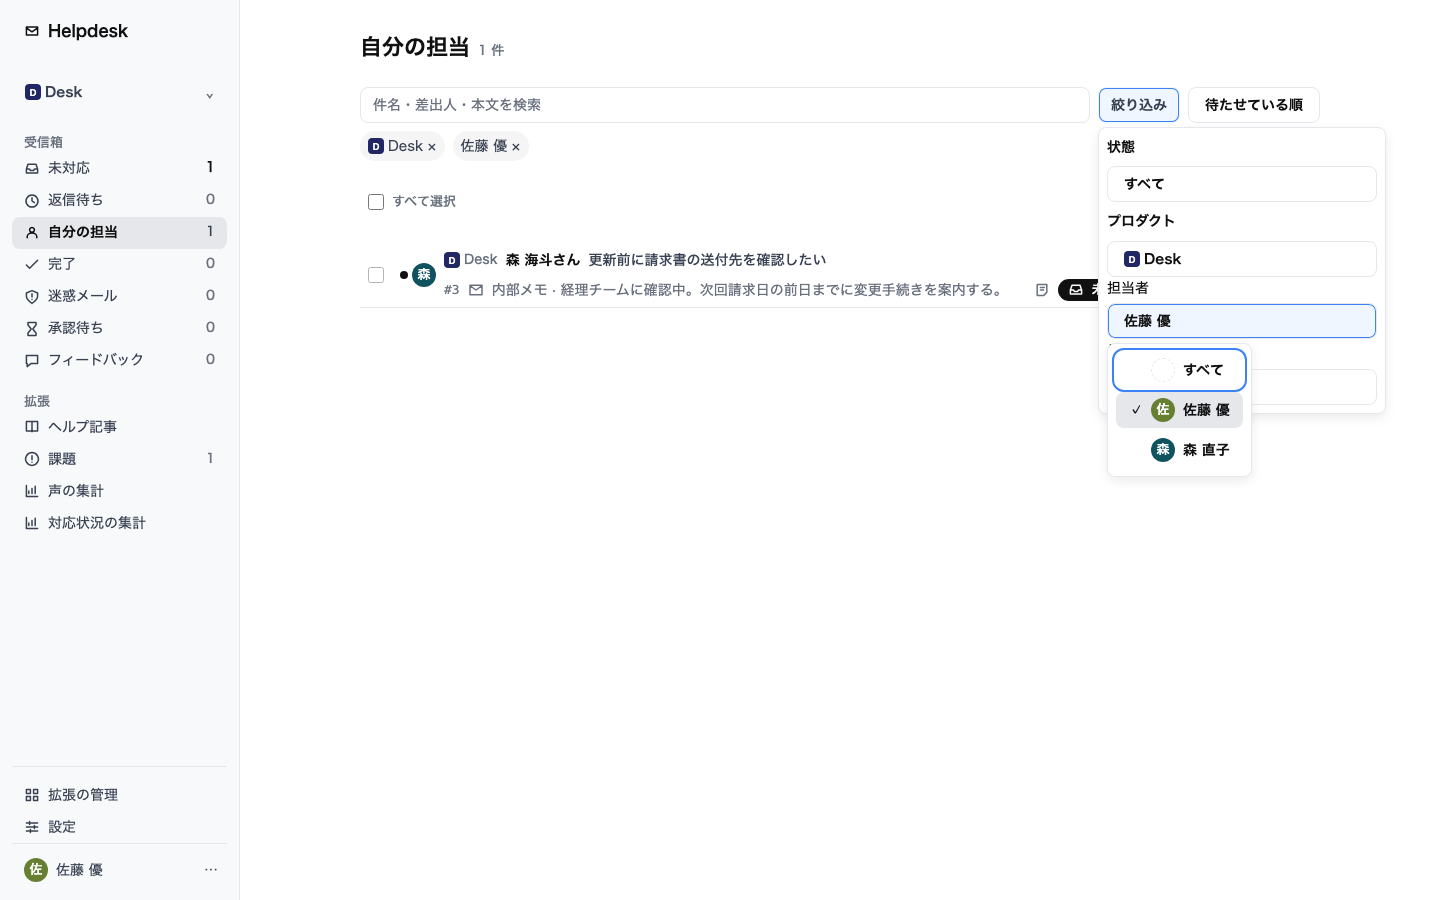 Helpdesk
D Desk
受信箱
未対応 1
返信待ち 0
自分の担当 1
完了 0
迷惑メール 0
承認待ち 0
フィードバック 0
拡張
ヘルプ記事
課題 1
声の集計
対応状況の集計
拡張の管理
設定
佐 佐藤 優 …
自分の担当 1 件
件名・差出人・本文を検索
絞り込み
待たせている順
D Desk ×
佐藤 優 ×
すべて選択
森
D Desk 森 海斗さん 更新前に請求書の送付先を確認したい
#3 内部メモ · 経理チームに確認中。次回請求日の前日までに変更手続きを案内する。
状態
すべて
プロダクト
D Desk
担当者
佐藤 優
すべて
✓ 佐 佐藤 優
森 森 直子